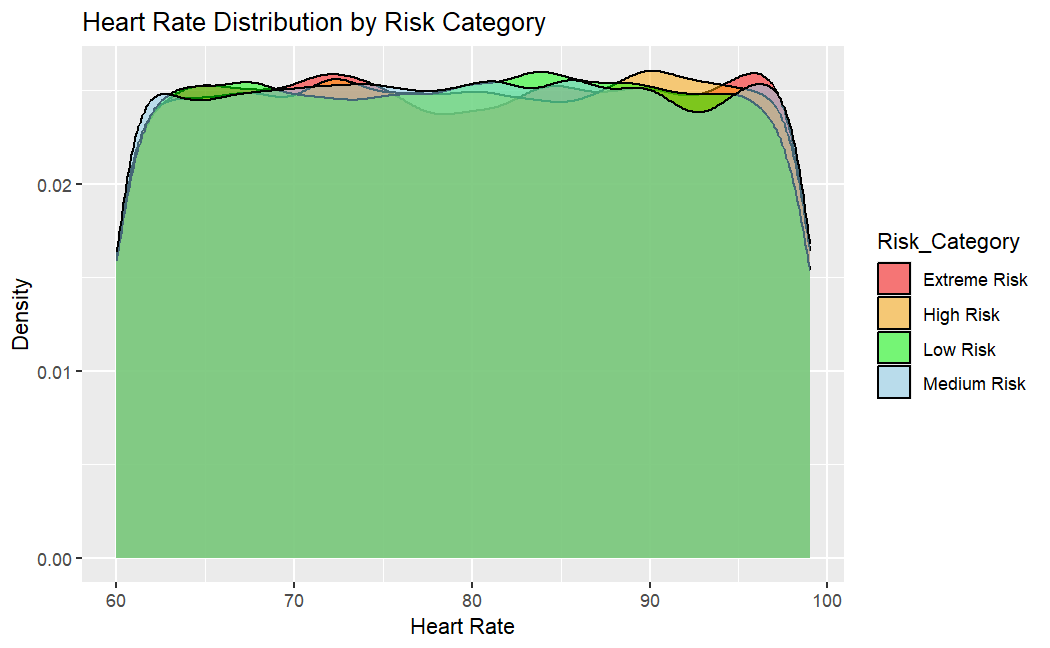 Heart Rate Distribution by Risk Category
Density
0.02
0.01
0.00
60 70 80 90 100
Heart Rate
Risk_Category
Extreme Risk
High Risk
Low Risk
Medium Risk